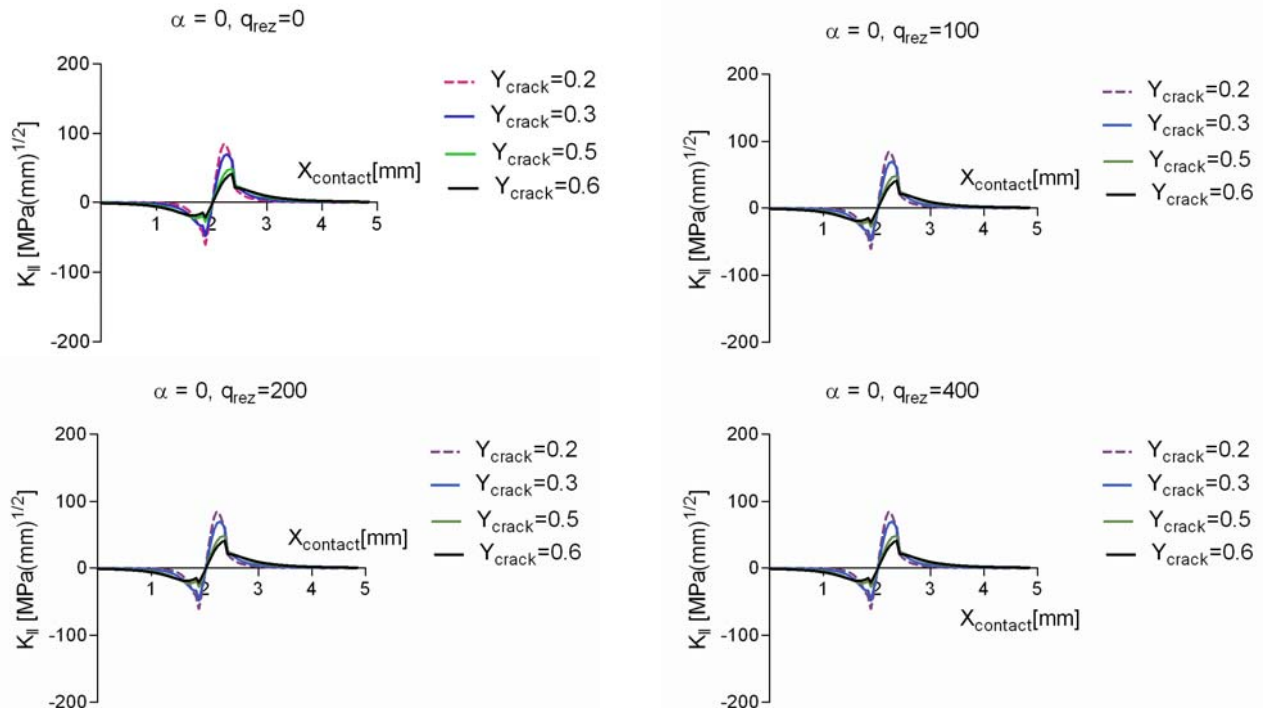 α = 0, q_rez=0
200
100
0
-100
-200
K_II [MPa(mm)^1/2]
1
2
3
4
5
X_contact[mm]
Y_crack=0.2
Y_crack=0.3
Y_crack=0.5
Y_crack=0.6
α = 0, q_rez=100
200
100
0
-100
-200
K_II [MPa(mm)^1/2]
1
2
3
4
5
X_contact[mm]
Y_crack=0.2
Y_crack=0.3
Y_crack=0.5
Y_crack=0.6
α = 0, q_rez=200
200
100
0
-100
-200
K_II [MPa(mm)^1/2]
1
2
3
4
5
X_contact[mm]
Y_crack=0.2
Y_crack=0.3
Y_crack=0.5
Y_crack=0.6
α = 0, q_rez=400
200
100
0
-100
-200
K_II [MPa(mm)^1/2]
1
2
3
4
5
X_contact[mm]
Y_crack=0.2
Y_crack=0.3
Y_crack=0.5
Y_crack=0.6